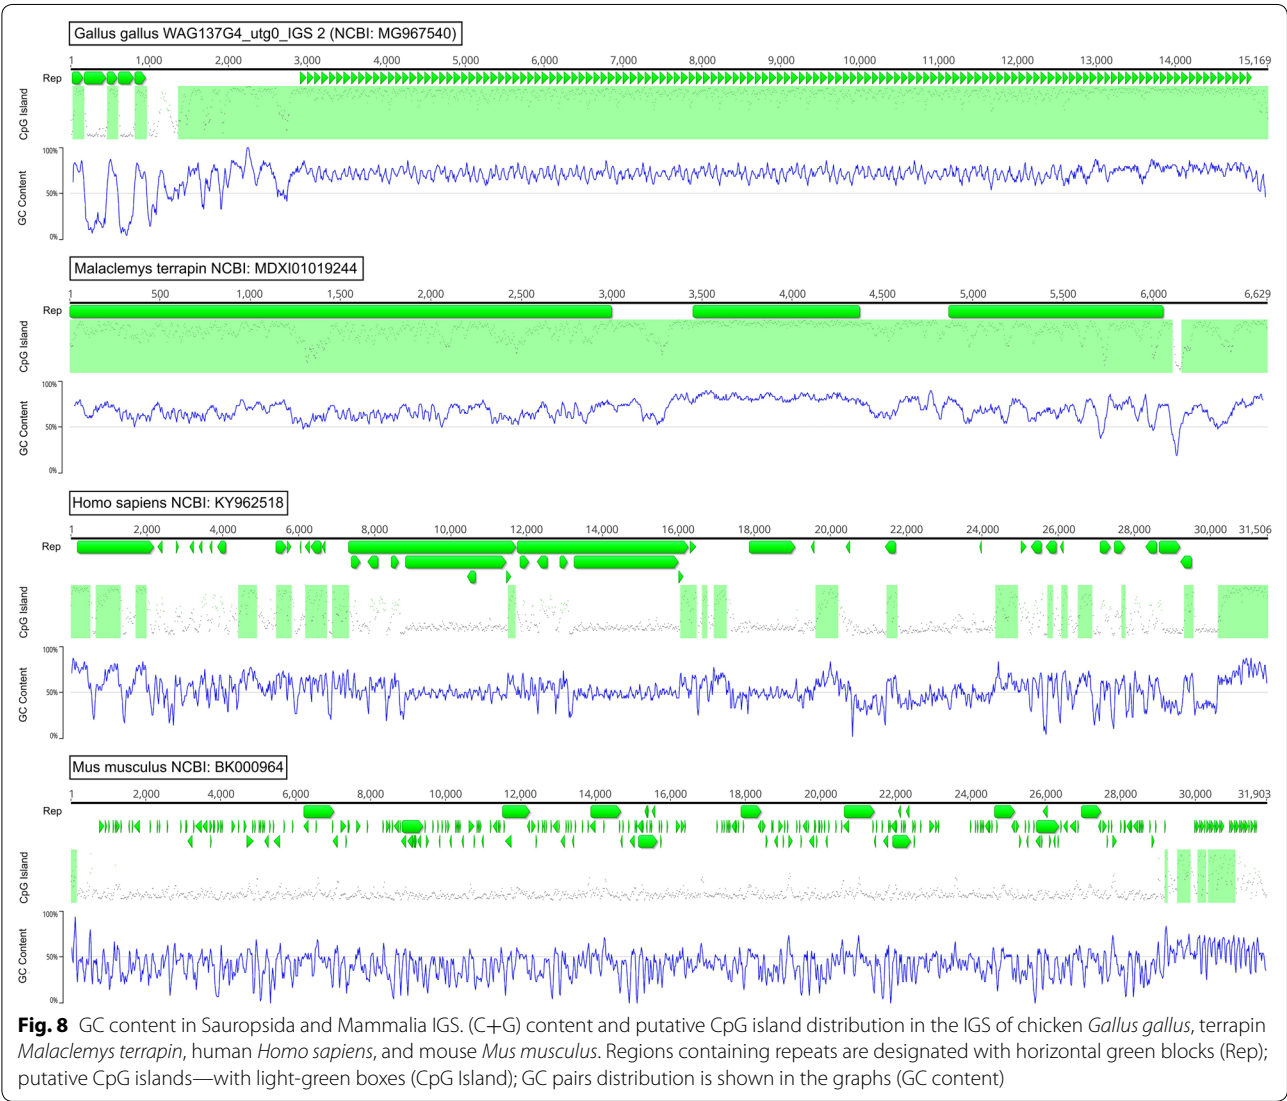 Gallus gallus WAG137G4_utg0_IGS 2 (NCBI: MG967540)
1 1,000 2,000 3,000 4,000 5,000 6,000 7,000 8,000 9,000 10,000 11,000 12,000 13,000 14,000 15,169
Rep
CpG Island
100%
50%
0%
GC Content
Malaclemys terrapin NCBI: MDXI01019244
1 500 1,000 1,500 2,000 2,500 3,000 3,500 4,000 4,500 5,000 5,500 6,000 6,629
Rep
CpG Island
100%
50%
0%
GC Content
Homo sapiens NCBI: KY962518
1 2,000 4,000 6,000 8,000 10,000 12,000 14,000 16,000 18,000 20,000 22,000 24,000 26,000 28,000 30,000 31,506
Rep
CpG Island
100%
50%
0%
GC Content
Mus musculus NCBI: BK000964
1 2,000 4,000 6,000 8,000 10,000 12,000 14,000 16,000 18,000 20,000 22,000 24,000 26,000 28,000 30,000 31,903
Rep
CpG Island
100%
50%
0%
GC Content
Fig. 8 GC content in Sauropsida and Mammalia IGS. (C+G) content and putative CpG island distribution in the IGS of chicken Gallus gallus, terrapin
Malaclemys terrapin, human Homo sapiens, and mouse Mus musculus. Regions containing repeats are designated with horizontal green blocks (Rep);
putative CpG islands—with light-green boxes (CpG Island); GC pairs distribution is shown in the graphs (GC content)